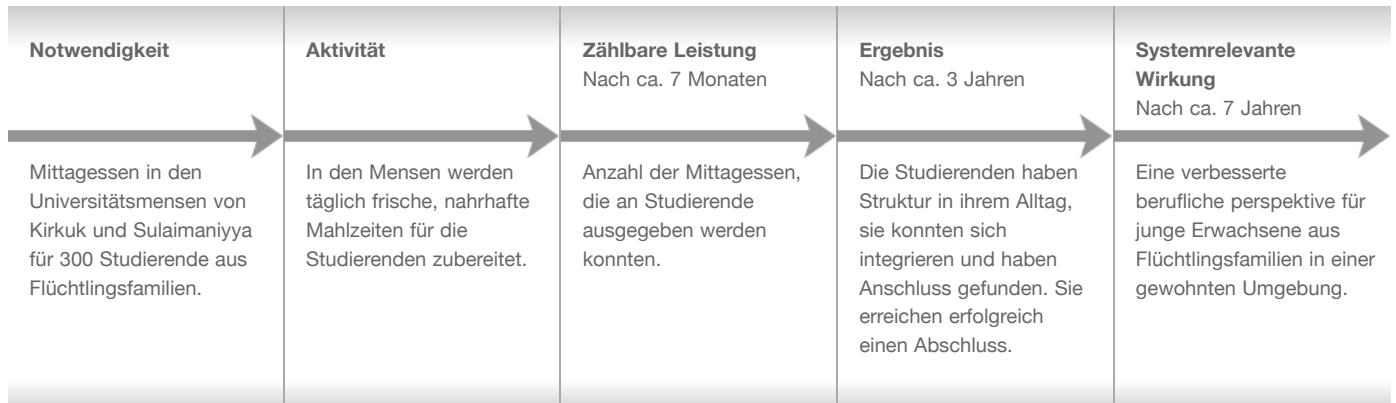 Notwendigkeit
Mittagessen in den
Universitätsmensen von
Kirkuk und Sulaimaniyya
für 300 Studierende aus
Flüchtlingsfamilien.
Aktivität
In den Mensen werden
täglich frische, nahrhafte
Mahlzeiten für die
Studierenden zubereitet.
Zählbare Leistung
Nach ca. 7 Monaten
Anzahl der Mittagessen,
die an Studierende
ausgegeben werden
konnten.
Ergebnis
Nach ca. 3 Jahren
Die Studierenden haben
Struktur in ihrem Alltag,
sie konnten sich
integrieren und haben
Anschluss gefunden. Sie
erreichen erfolgreich
einen Abschluss.
Systemrelevante
Wirkung
Nach ca. 7 Jahren
Eine verbesserte
berufliche perspektive für
junge Erwachsene aus
Flüchtlingsfamilien in einer
gewohnten Umgebung.